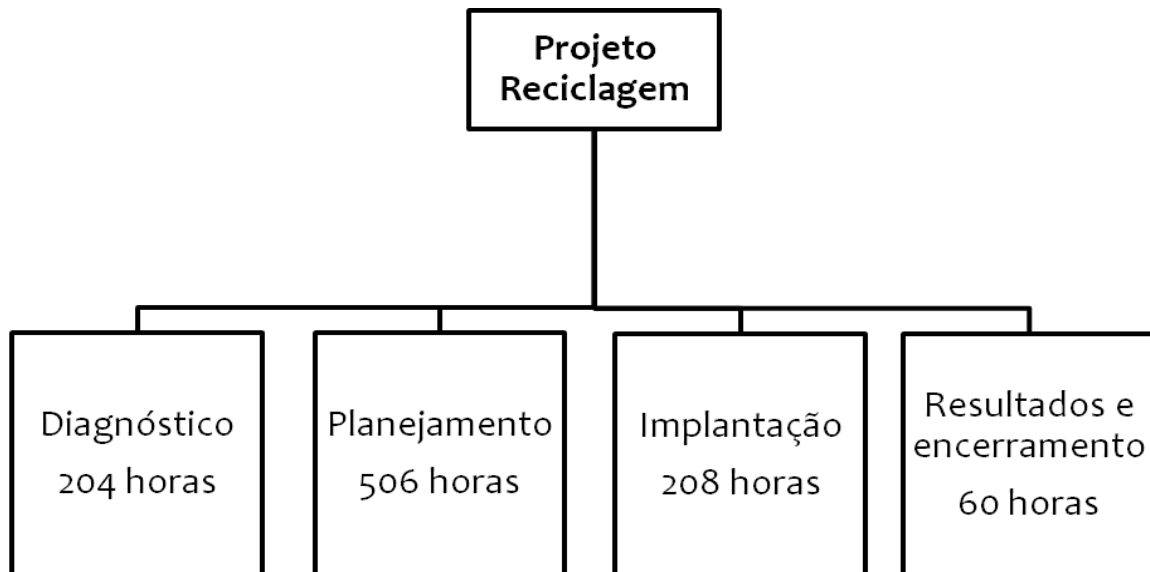 Projeto
Reciclagem
Diagnóstico
204 horas
Planejamento
506 horas
Implantação
208 horas
Resultados e
encerramento
60 horas